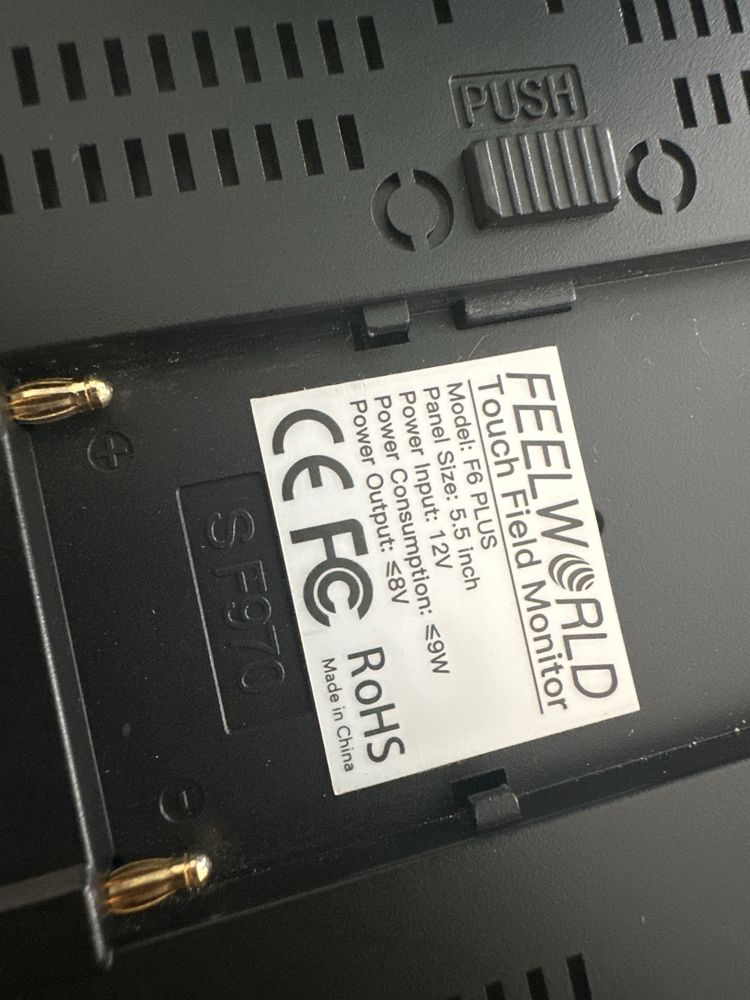 PUSH
FEELWORLD
Touch Field Monitor
Model: F6 PLUS
Panel Size: 5.5 inch
Power Input: 12V
Power Consumption: ≤9W
Power Output: ≤8V
CE FC RoHS
Made in China
S F970
+
-